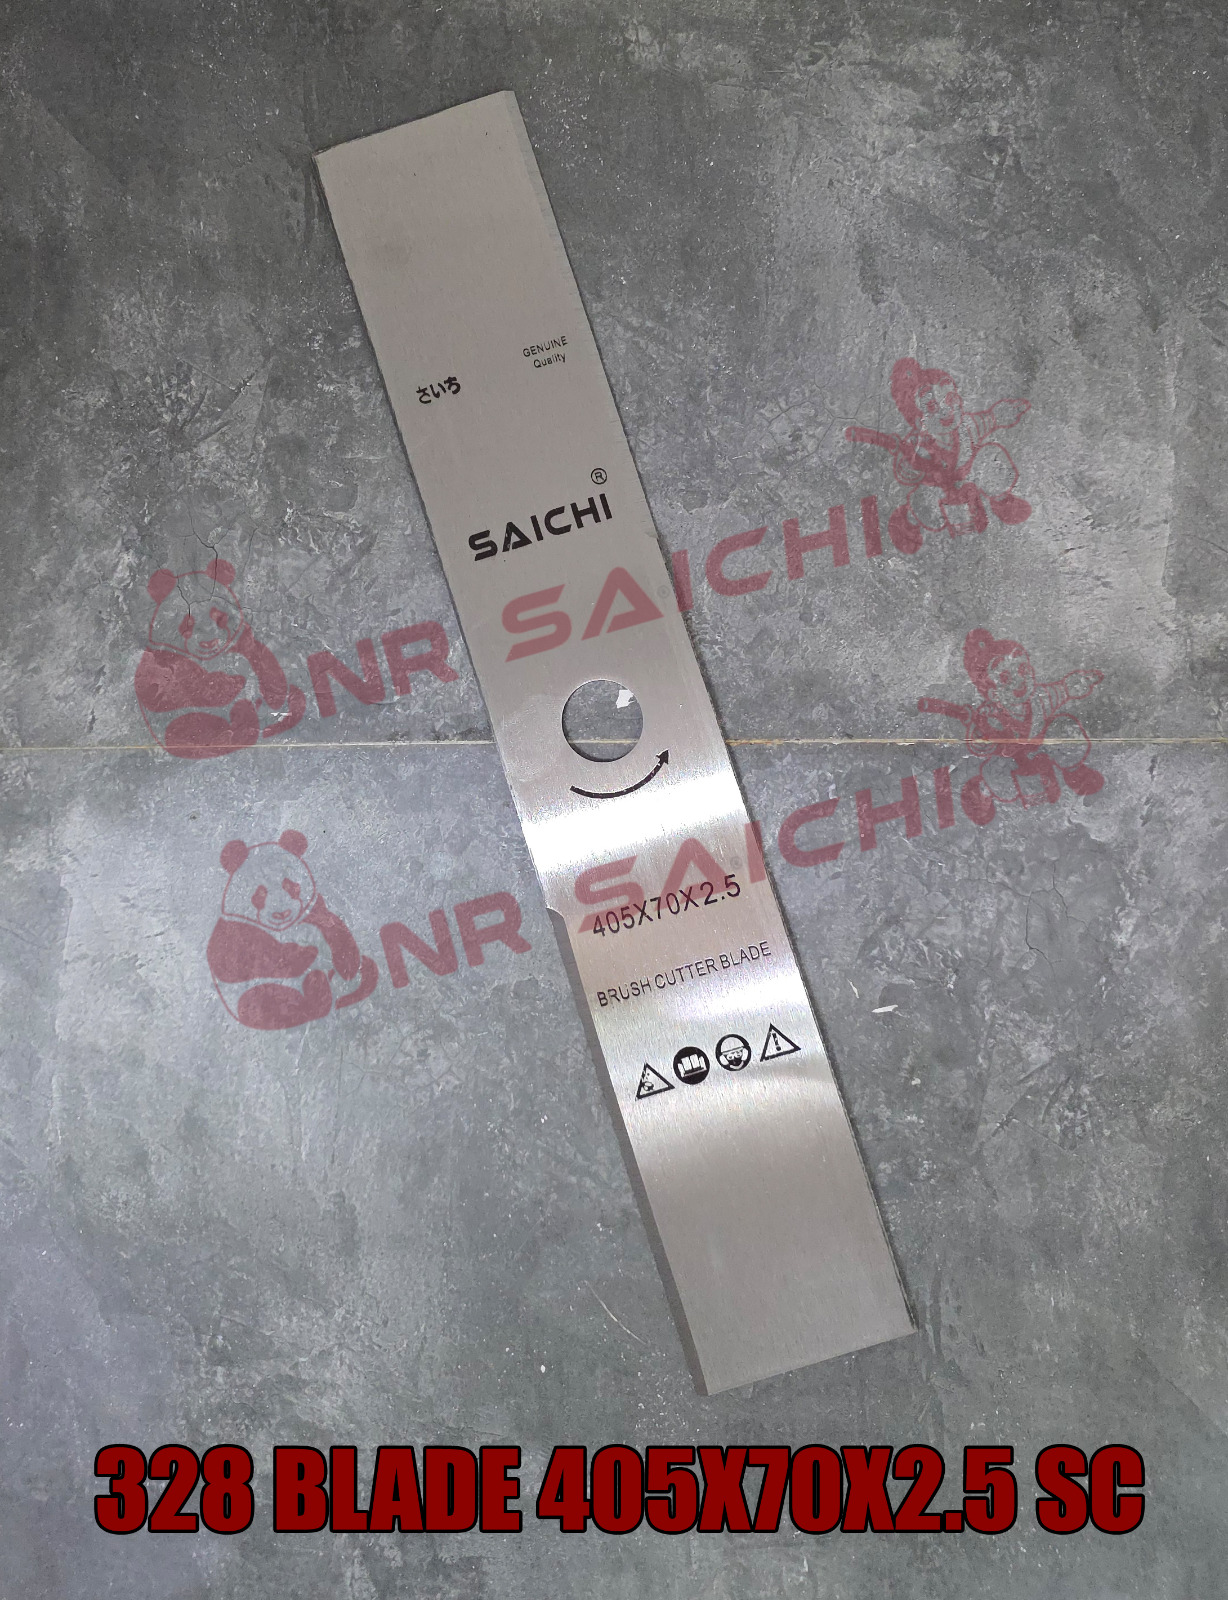 GENUINE
Quality
さいち
®
SAICHI
NR SAICHI
®
405X70X2.5
NR SAICHI
®
BRUSH CUTTER BLADE
328 BLADE 405X70X2.5 SC